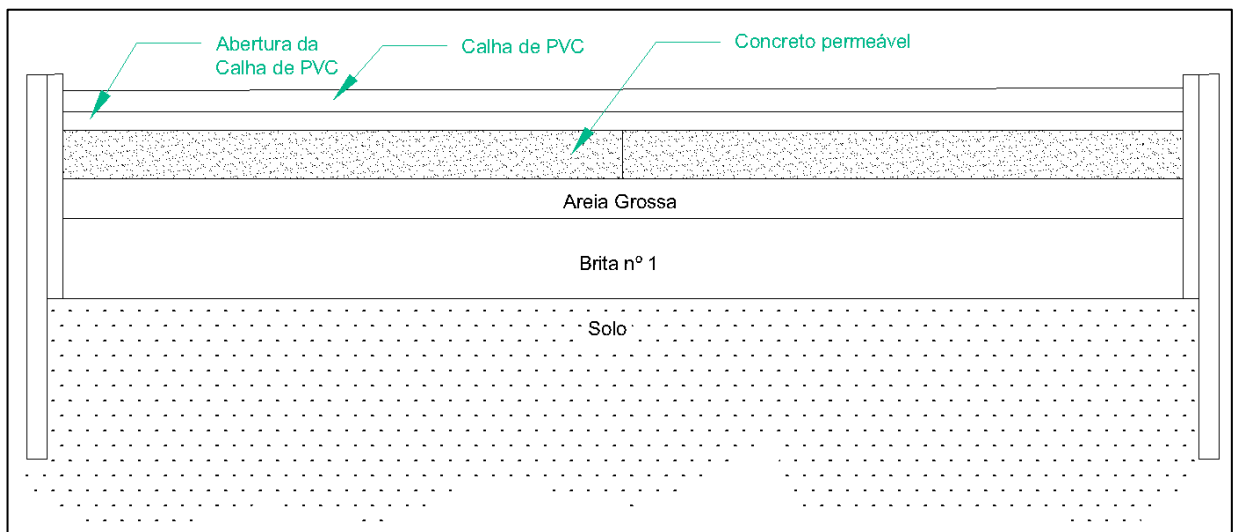 Abertura da
Calha de PVC
Calha de PVC
Concreto permeável
Areia Grossa
Brita nº 1
Solo